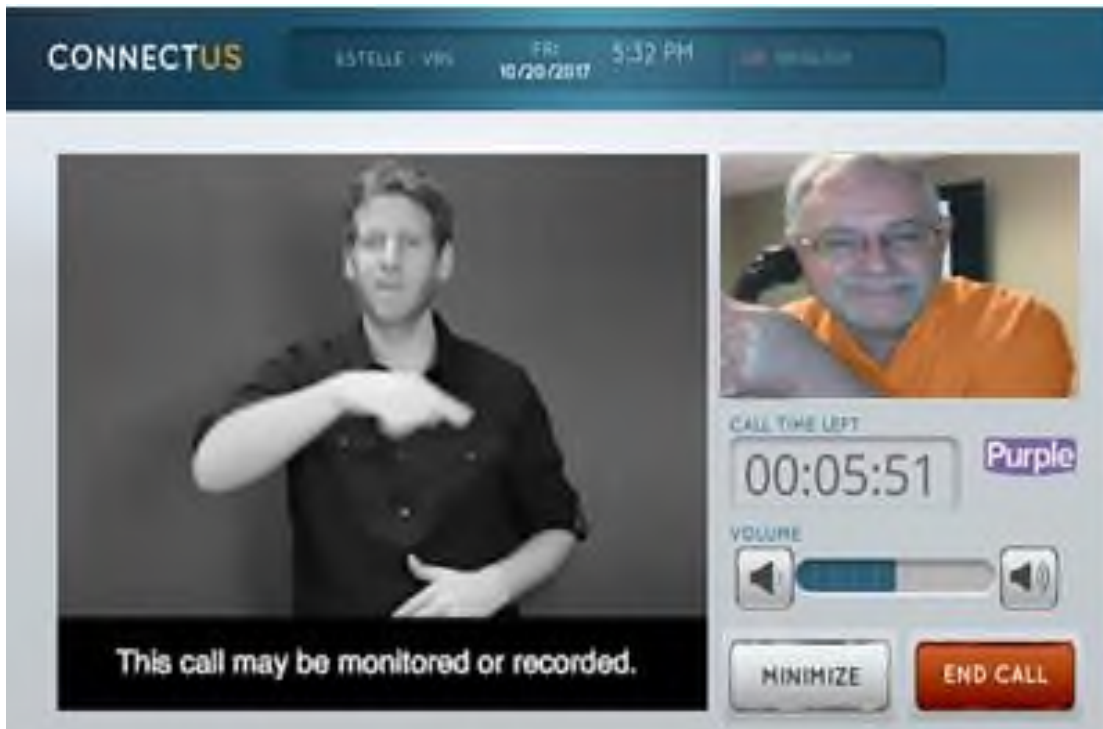 CONNECTUS
ESTELLE VRS
FRI
10/20/2017
5:32 PM
CALL TIME LEFT
00:05:51
Purple
VOLUME
This call may be monitored or recorded.
MINIMIZE
END CALL